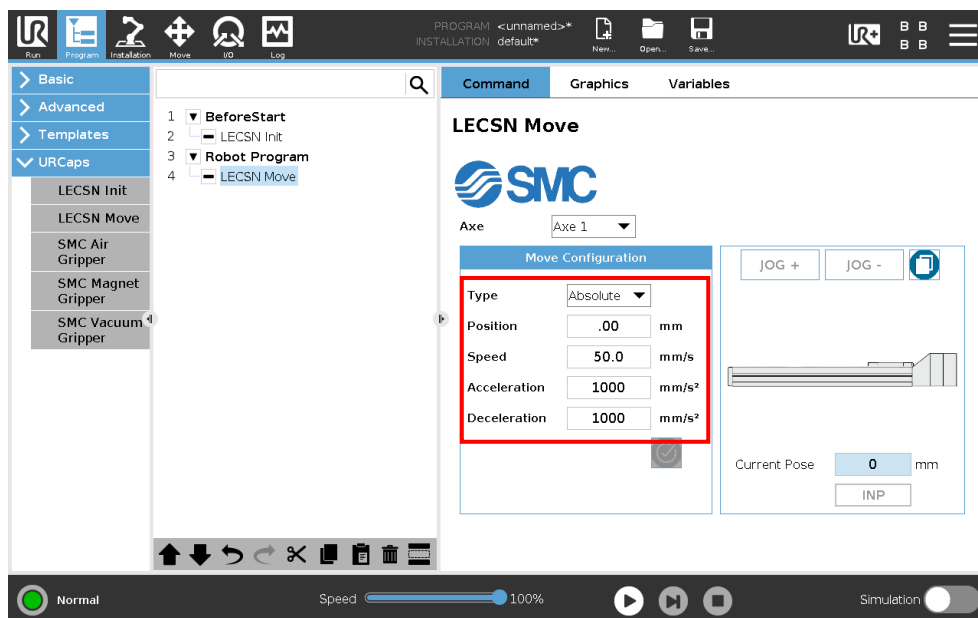 PROGRAM <unnamed>*
INSTALLATION default*
Run Program Installation Move I/O Log
New... Open... Save...
UR+
B B
B B
Basic
Advanced
Templates
URCaps
LECSN Init
LECSN Move
SMC Air
Gripper
SMC Magnet
Gripper
SMC Vacuum
Gripper
1 BeforeStart
2 LECSN Init
3 Robot Program
4 LECSN Move
Command Graphics Variables
LECSN Move
SMC
Axe Axe 1
Move Configuration
Type Absolute
Position .00 mm
Speed 50.0 mm/s
Acceleration 1000 mm/s²
Deceleration 1000 mm/s²
JOG + JOG -
Current Pose 0 mm
INP
Normal
Speed 100%
Simulation